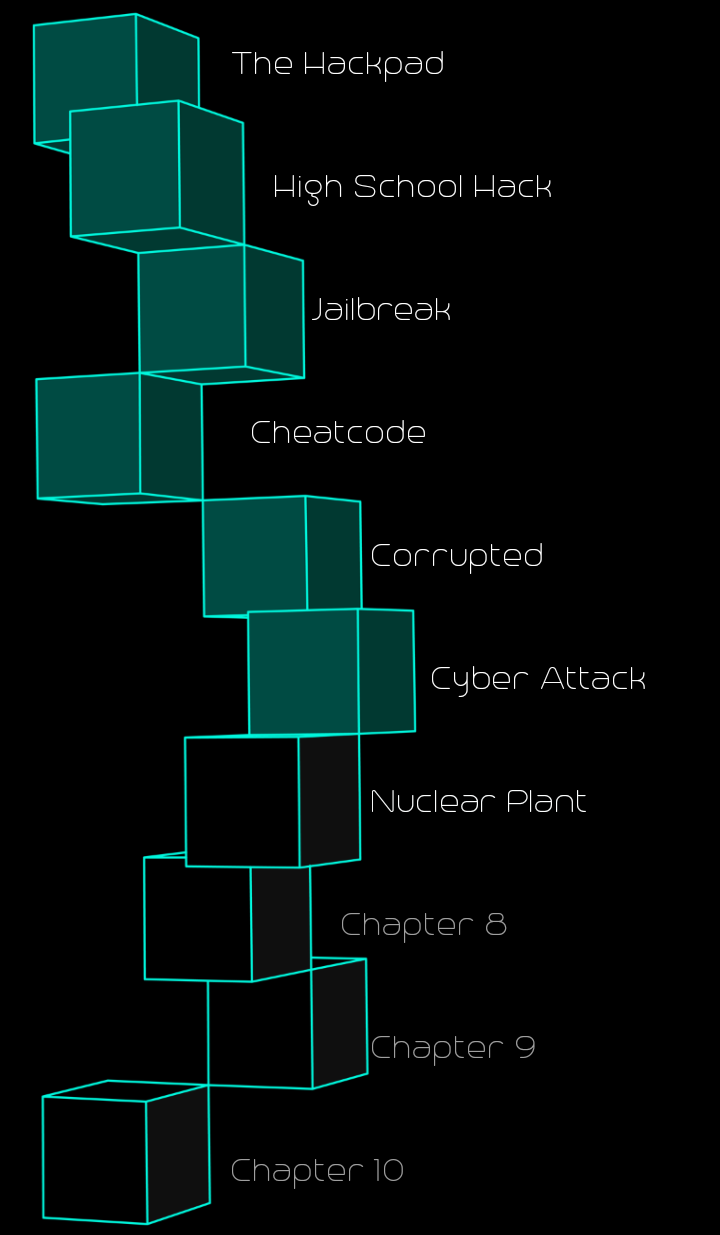 The Hackpad
High School Hack
Jailbreak
Cheatcode
Corrupted
Cyber Attack
Nuclear Plant
Chapter 8
Chapter 9
Chapter 10